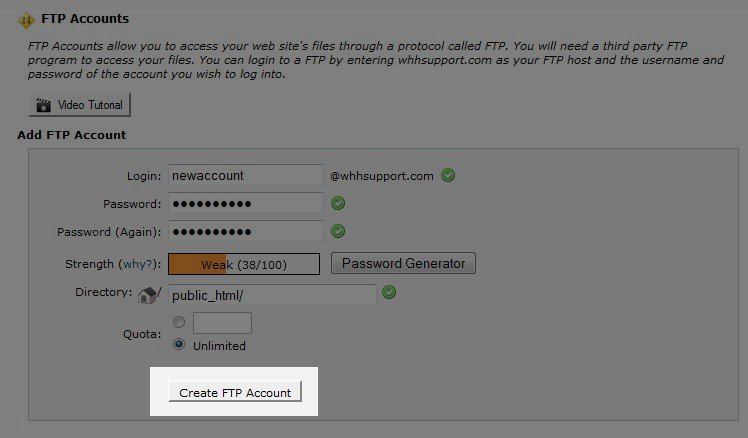 FTP Accounts
FTP Accounts allow you to access your web site's files through a protocol called FTP. You will need a third party FTP
program to access your files. You can login to a FTP by entering whhsupport.com as your FTP host and the username and
password of the account you wish to log into.
Video Tutorial
Add FTP Account
Login: newaccount @whhsupport.com
Password: ●●●●●●●●●●
Password (Again): ●●●●●●●●●●
Strength (why?): Weak (38/100) Password Generator
Directory: / public_html/
Quota:
Unlimited
Create FTP Account